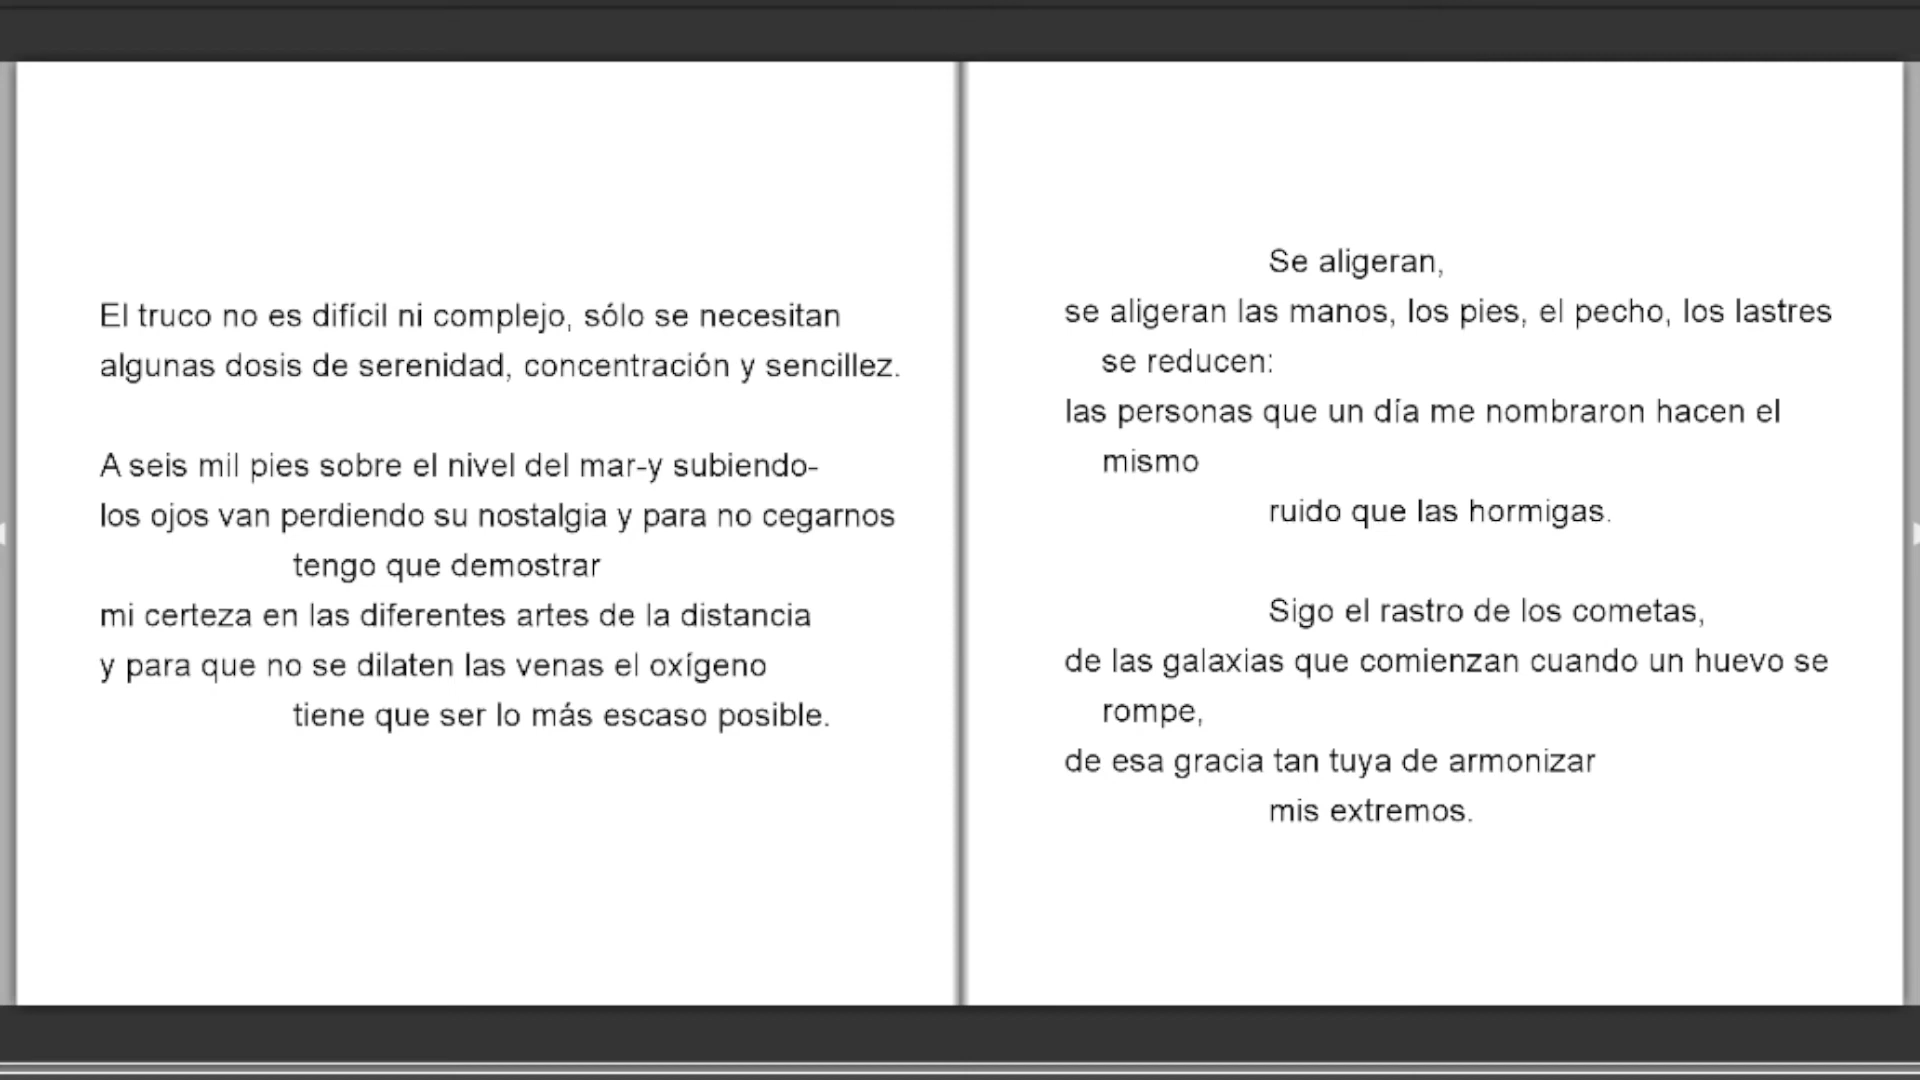 El truco no es difícil ni complejo, sólo se necesitan
algunas dosis de serenidad, concentración y sencillez.
A seis mil pies sobre el nivel del mar-y subiendo-
los ojos van perdiendo su nostalgia y para no cegarnos
tengo que demostrar
mi certeza en las diferentes artes de la distancia
y para que no se dilaten las venas el oxígeno
tiene que ser lo más escaso posible.
Se aligeran,
se aligeran las manos, los pies, el pecho, los lastres
se reducen:
las personas que un día me nombraron hacen el
mismo
ruido que las hormigas.
Sigo el rastro de los cometas,
de las galaxias que comienzan cuando un huevo se
rompe,
de esa gracia tan tuya de armonizar
mis extremos.